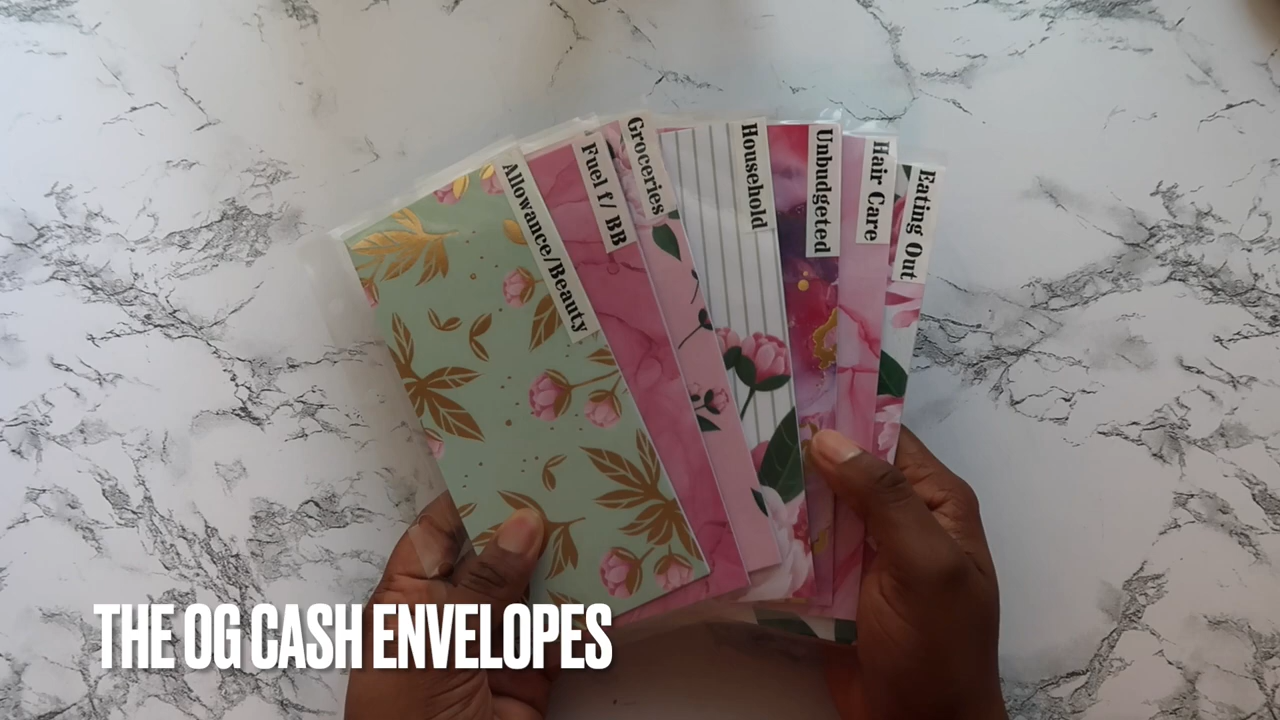 Allowance/Beauty
Fuel f/ BB
Groceries
Household
Unbudgeted
Hair Care
Eating Out
THE OG CASH ENVELOPES